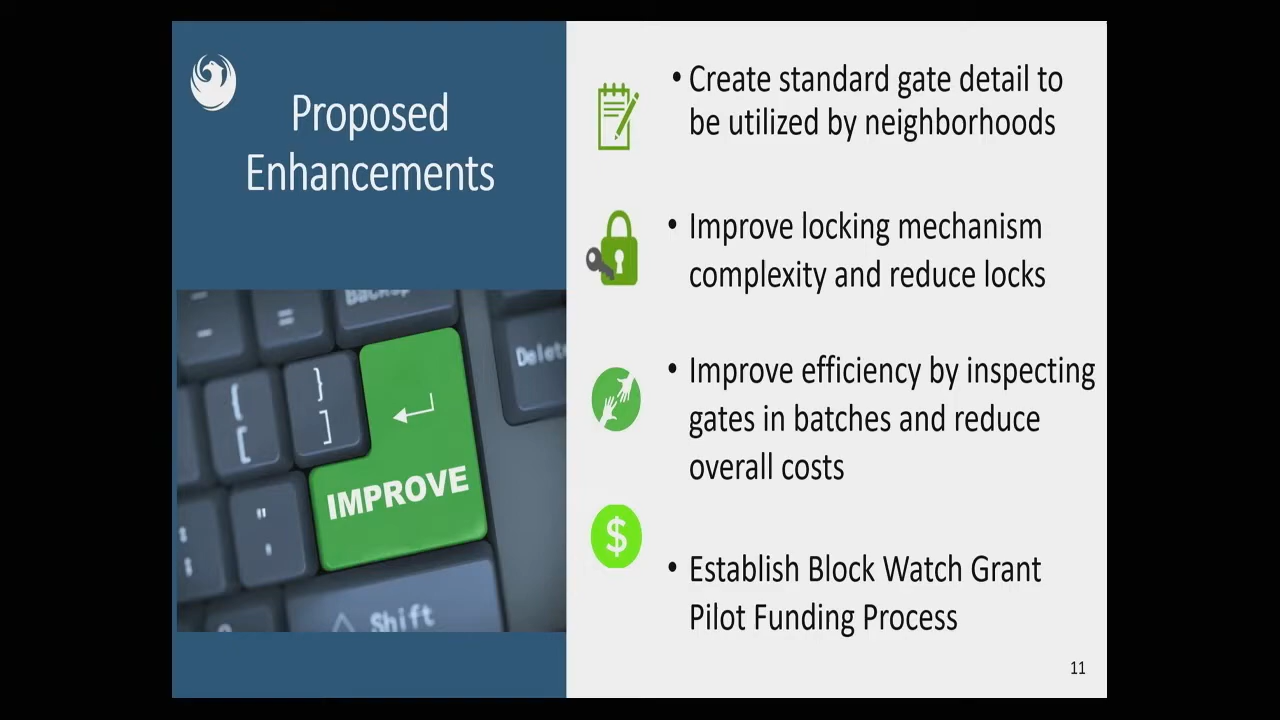 Proposed
Enhancements
• Create standard gate detail to
be utilized by neighborhoods
• Improve locking mechanism
complexity and reduce locks
• Improve efficiency by inspecting
gates in batches and reduce
overall costs
• Establish Block Watch Grant
Pilot Funding Process
Backsp
- =
Delete
{ }
[ ]
IMPROVE
"
'
Shift
$
11